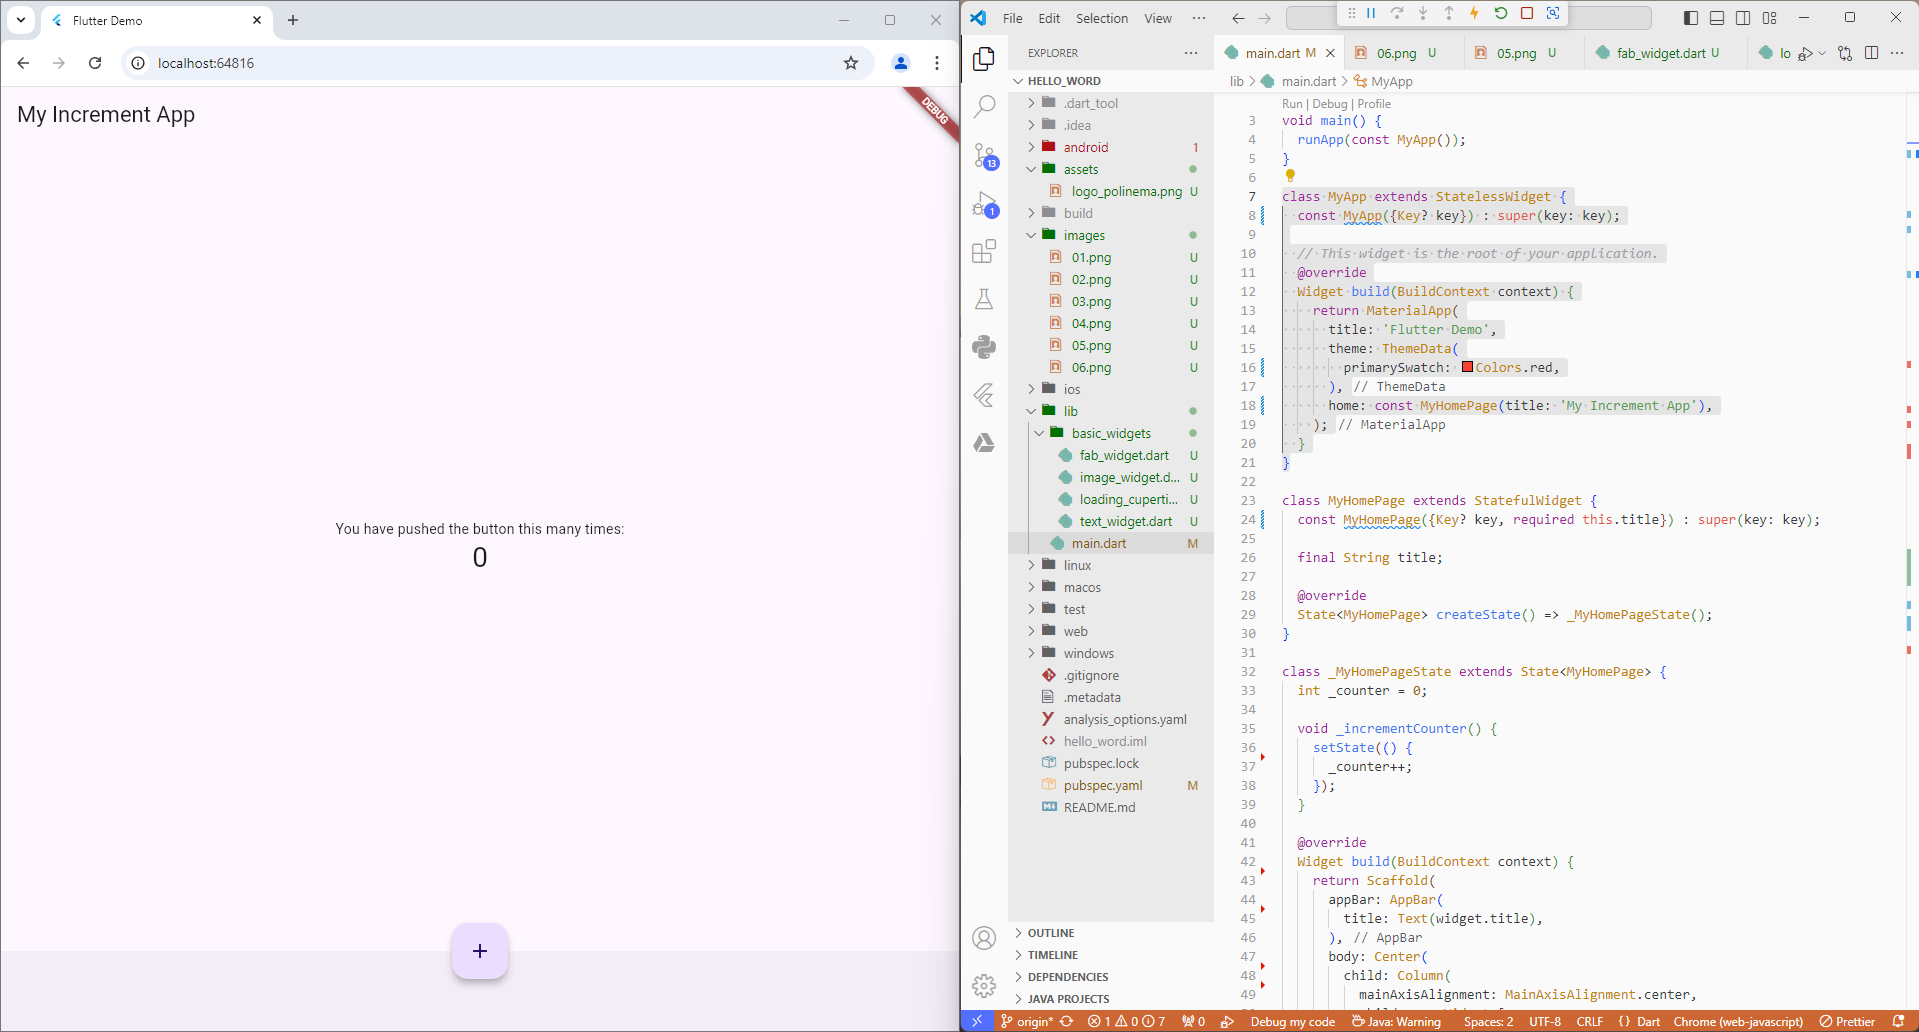 Flutter Demo
localhost:64816
My Increment App
DEBUG
You have pushed the button this many times:
0
+
File Edit Selection View ...
EXPLORER
HELLO_WORD
.dart_tool
.idea
android 1
assets
logo_polinema.png U
build
images
01.png U
02.png U
03.png U
04.png U
05.png U
06.png U
ios
lib
basic_widgets
fab_widget.dart U
image_widget.d... U
loading_cuperti... U
text_widget.dart U
main.dart M
linux
macos
test
web
windows
.gitignore
.metadata
analysis_options.yaml
hello_word.iml
pubspec.lock
pubspec.yaml M
README.md
OUTLINE
TIMELINE
DEPENDENCIES
JAVA PROJECTS
13
1
main.dart M 06.png U 05.png U fab_widget.dart U lo
lib > main.dart > MyApp
Run | Debug | Profile
3 void main() {
4 runApp(const MyApp());
5 }
6
7 class MyApp extends StatelessWidget {
8 const MyApp({Key? key}) : super(key: key);
9
10 // This widget is the root of your application.
11 @override
12 Widget build(BuildContext context) {
13 return MaterialApp(
14 title: 'Flutter Demo',
15 theme: ThemeData(
16 primarySwatch: Colors.red,
17 ), // ThemeData
18 home: const MyHomePage(title: 'My Increment App'),
19 ); // MaterialApp
20 }
21 }
22
23 class MyHomePage extends StatefulWidget {
24 const MyHomePage({Key? key, required this.title}) : super(key: key);
25
26 final String title;
27
28 @override
29 State<MyHomePage> createState() => _MyHomePageState();
30 }
31
32 class _MyHomePageState extends State<MyHomePage> {
33 int _counter = 0;
34
35 void _incrementCounter() {
36 setState(() {
37 _counter++;
38 });
39 }
40
41 @override
42 Widget build(BuildContext context) {
43 return Scaffold(
44 appBar: AppBar(
45 title: Text(widget.title),
46 ), // AppBar
47 body: Center(
48 child: Column(
49 mainAxisAlignment: MainAxisAlignment.center,
origin* 1 0 7 0 Debug my code Java: Warning Spaces: 2 UTF-8 CRLF { } Dart Chrome (web-javascript) Prettier